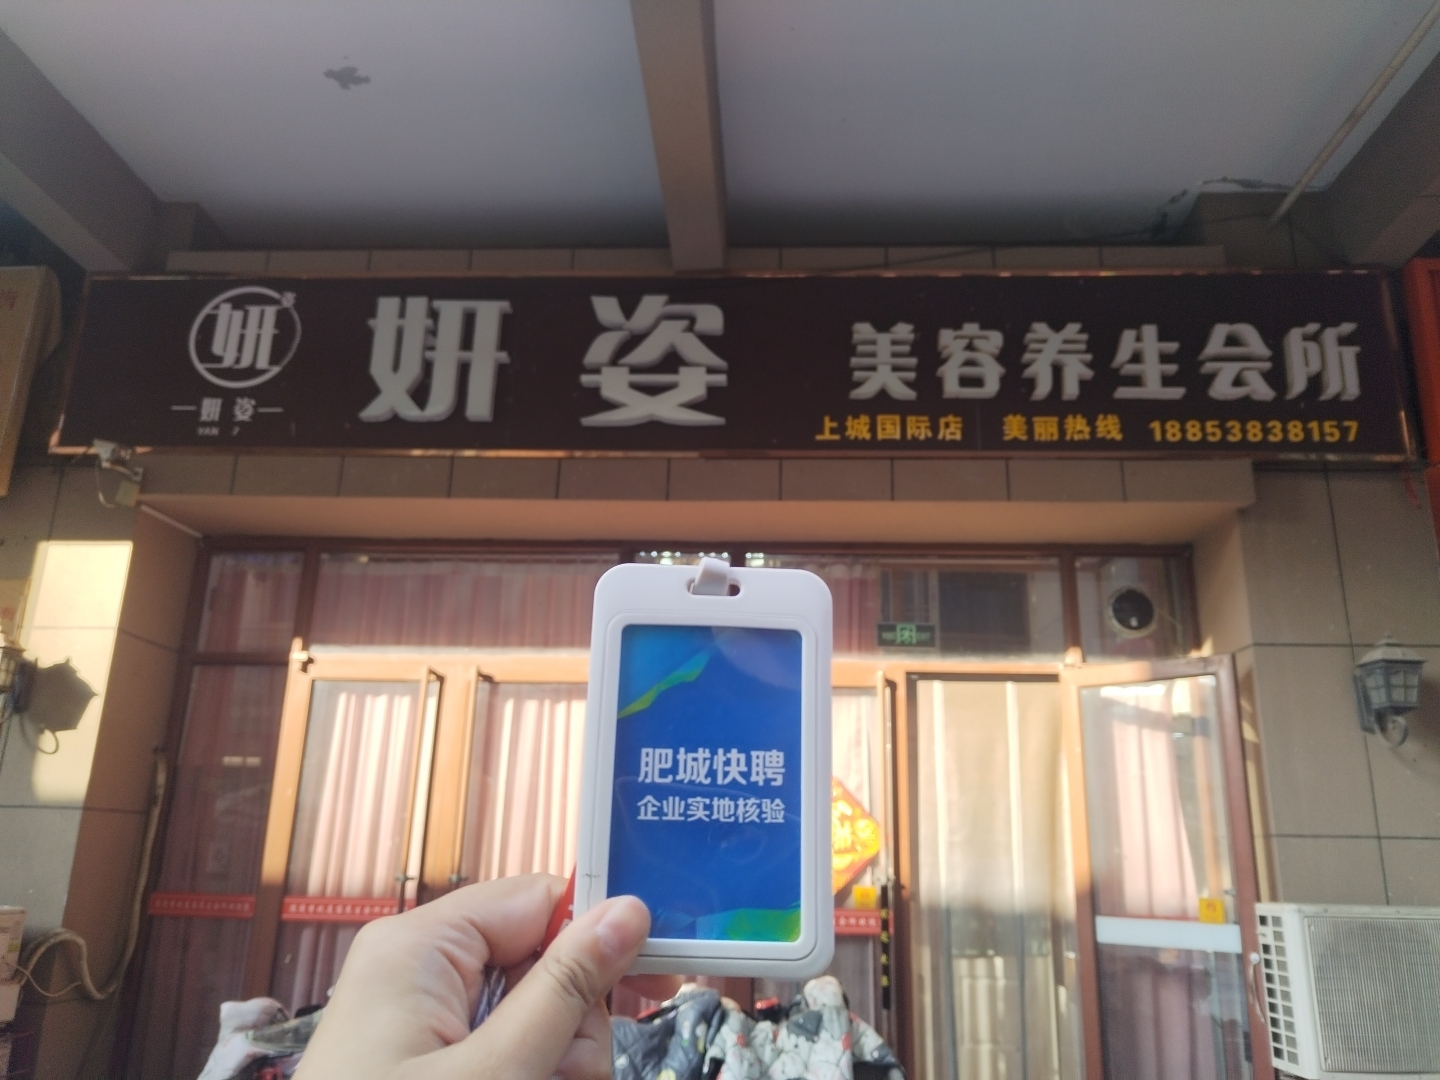 妍
姿
妍姿
妍姿
美容养生会所
上城国际店 美丽热线 18853838157
肥城快聘
企业实地核验